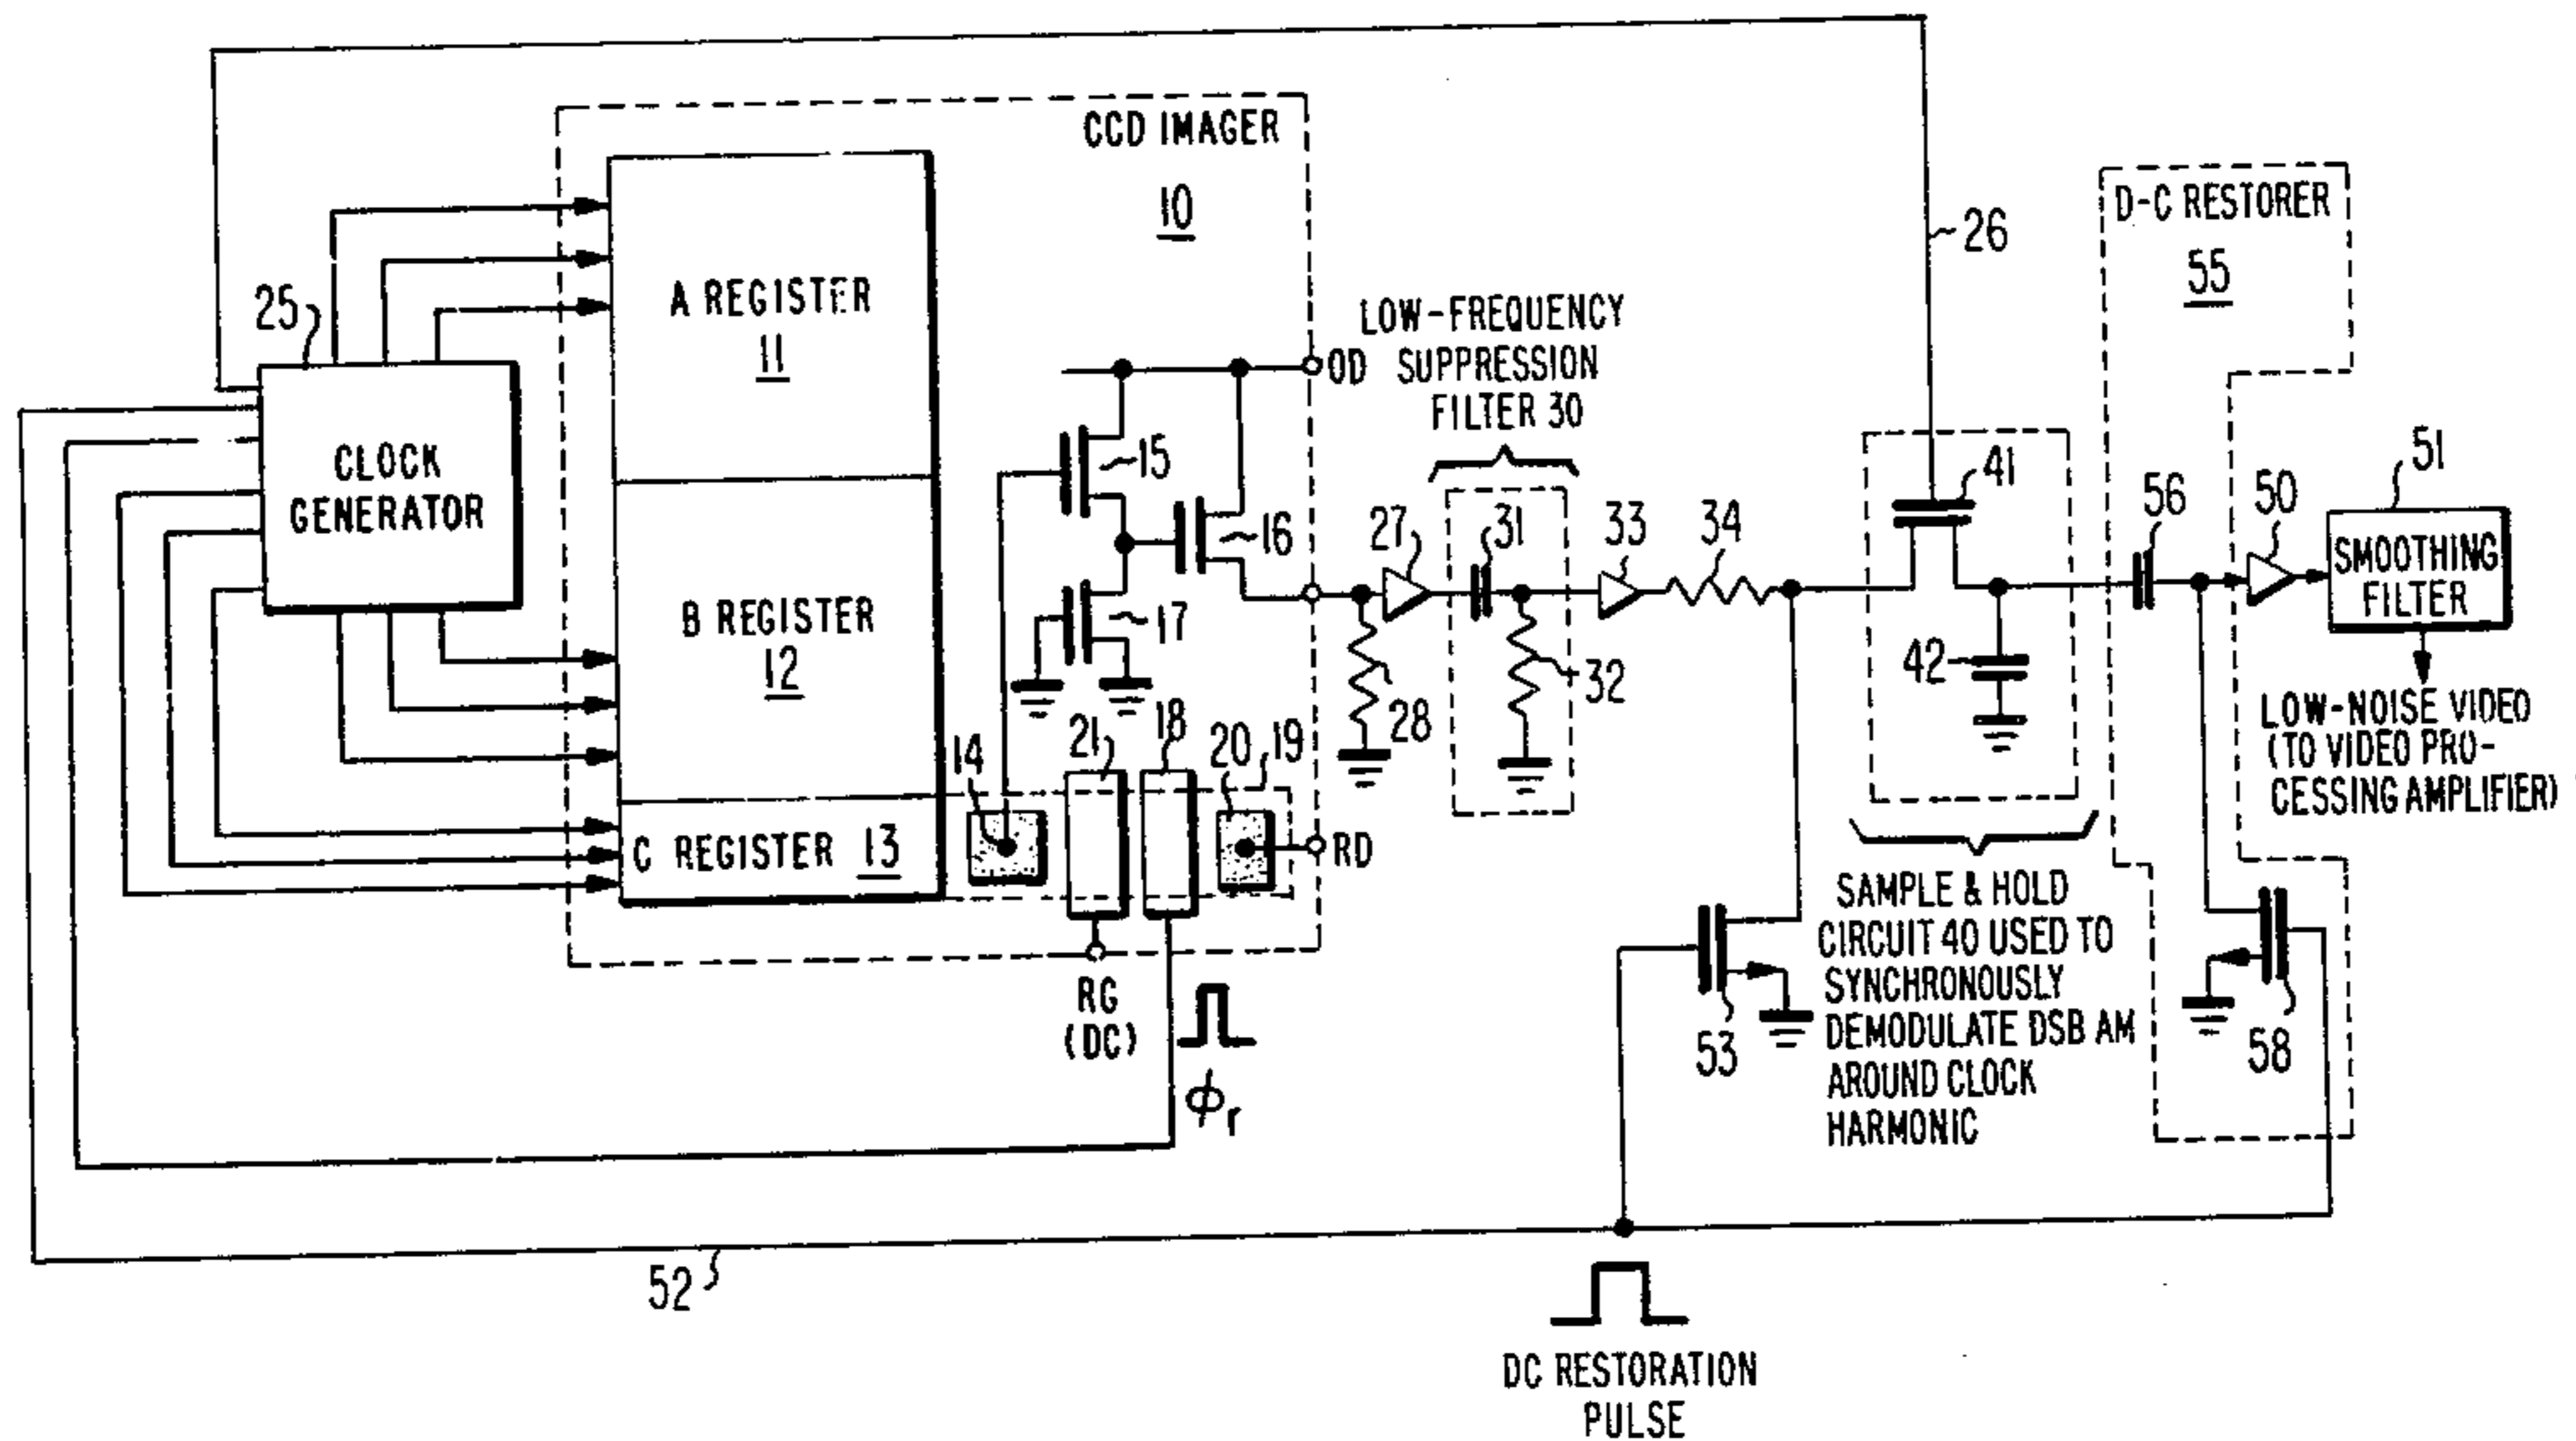 CCD IMAGER
10
26
D-C RESTORER
55
25
A REGISTER
11
LOW-FREQUENCY
SUPPRESSION
FILTER 30
OD
CLOCK
GENERATOR
15
16
17
27
31
33
34
41
56
50
51
SMOOTHING
FILTER
B REGISTER
12
28
32
42
LOW-NOISE VIDEO
(TO VIDEO PRO-
CESSING AMPLIFIER)
14
21
18
20
19
C REGISTER 13
RD
RG
(DC)
ϕr
53
SAMPLE & HOLD
CIRCUIT 40 USED TO
SYNCHRONOUSLY
DEMODULATE DSB AM
AROUND CLOCK
HARMONIC
58
52
DC RESTORATION
PULSE